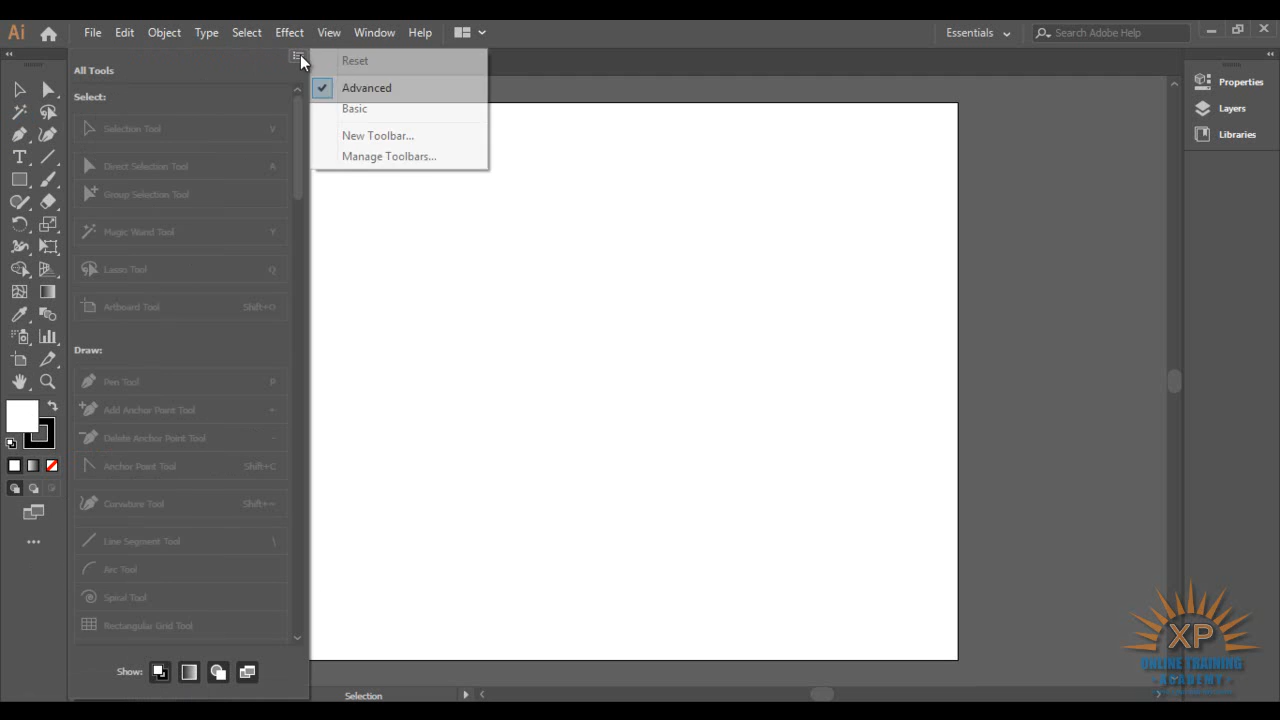 Ai File Edit Object Type Select Effect View Window Help Essentials Search Adobe Help
All Tools
Select:
Selection Tool V
Direct Selection Tool A
Group Selection Tool
Magic Wand Tool Y
Lasso Tool Q
Artboard Tool Shift+O
Draw:
Pen Tool P
Add Anchor Point Tool +
Delete Anchor Point Tool -
Anchor Point Tool Shift+C
Curvature Tool Shift+~
Line Segment Tool \
Arc Tool
Spiral Tool
Rectangular Grid Tool
Show:
Reset
Advanced
Basic
New Toolbar...
Manage Toolbars...
Properties
Layers
Libraries
Selection
XP
ONLINE TRAINING
ACADEMY